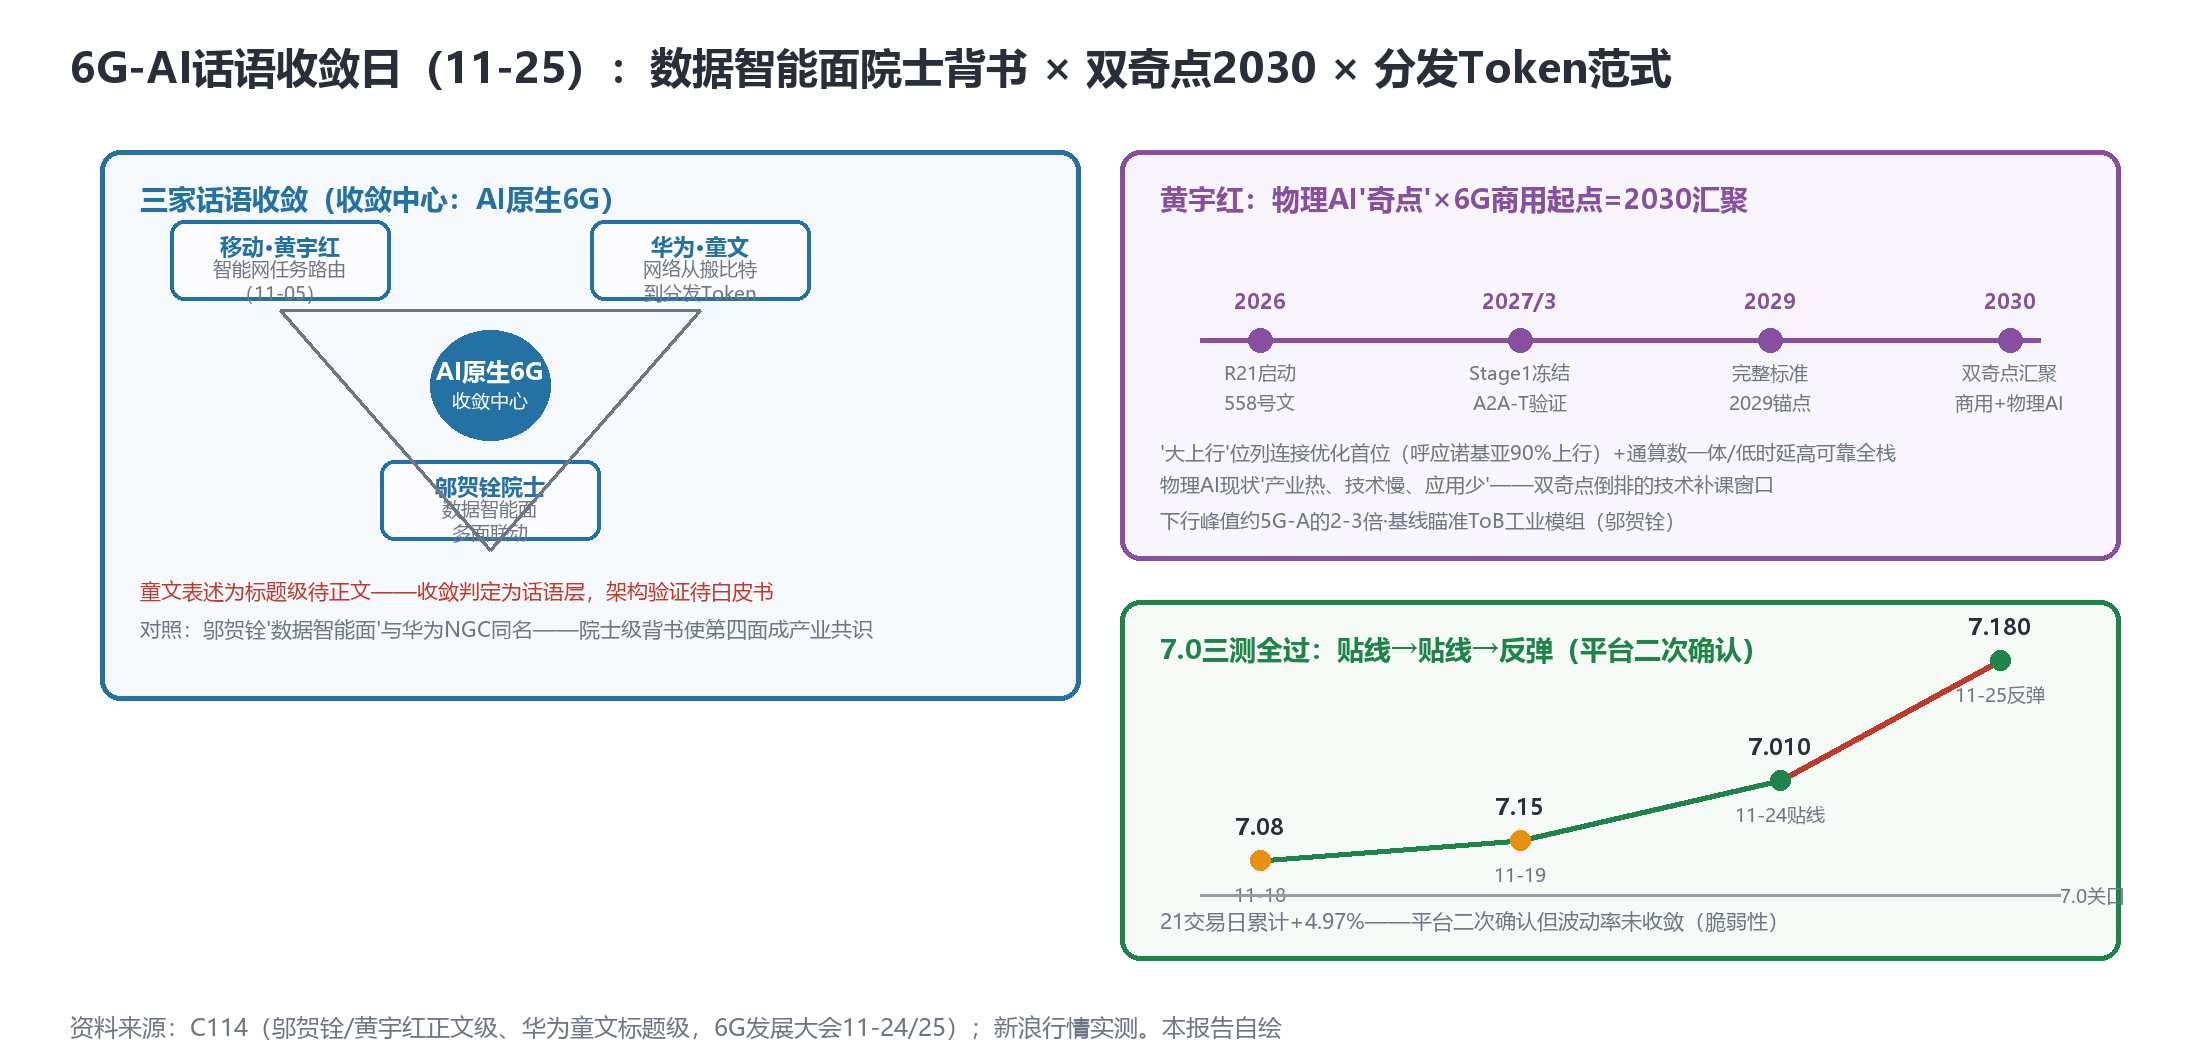 6G-AI话语收敛日（11-25）：数据智能面院士背书 × 双奇点2030 × 分发Token范式
三家话语收敛（收敛中心：AI原生6G）
移动·黄宇红
智能网任务路由
(11-05)
华为·童文
网络从搬比特
到分发Token
AI原生6G
收敛中心
邬贺铨院士
数据智能面
多面联动
童文表述为标题级待正文——收敛判定为话语层，架构验证待白皮书
对照：邬贺铨'数据智能面'与华为NGC同名——院士级背书使第四面成产业共识
黄宇红：物理AI'奇点'×6G商用起点=2030汇聚
2026
2027/3
2029
2030
R21启动
558号文
Stage1冻结
A2A-T验证
完整标准
2029锚点
双奇点汇聚
商用+物理AI
'大上行'位列连接优化首位（呼应诺基亚90%上行）+通算数一体/低时延高可靠全栈
物理AI现状'产业热、技术慢、应用少'——双奇点倒排的技术补课窗口
下行峰值约5G-A的2-3倍·基线瞄准ToB工业模组（邬贺铨）
7.0三测全过：贴线→贴线→反弹（平台二次确认）
7.180
11-25反弹
7.010
11-24贴线
7.15
11-19
7.08
11-18
7.0关口
21交易日累计+4.97%——平台二次确认但波动率未收敛（脆弱性）
资料来源：C114（邬贺铨/黄宇红正文级、华为童文标题级，6G发展大会11-24/25）；新浪行情实测。本报告自绘